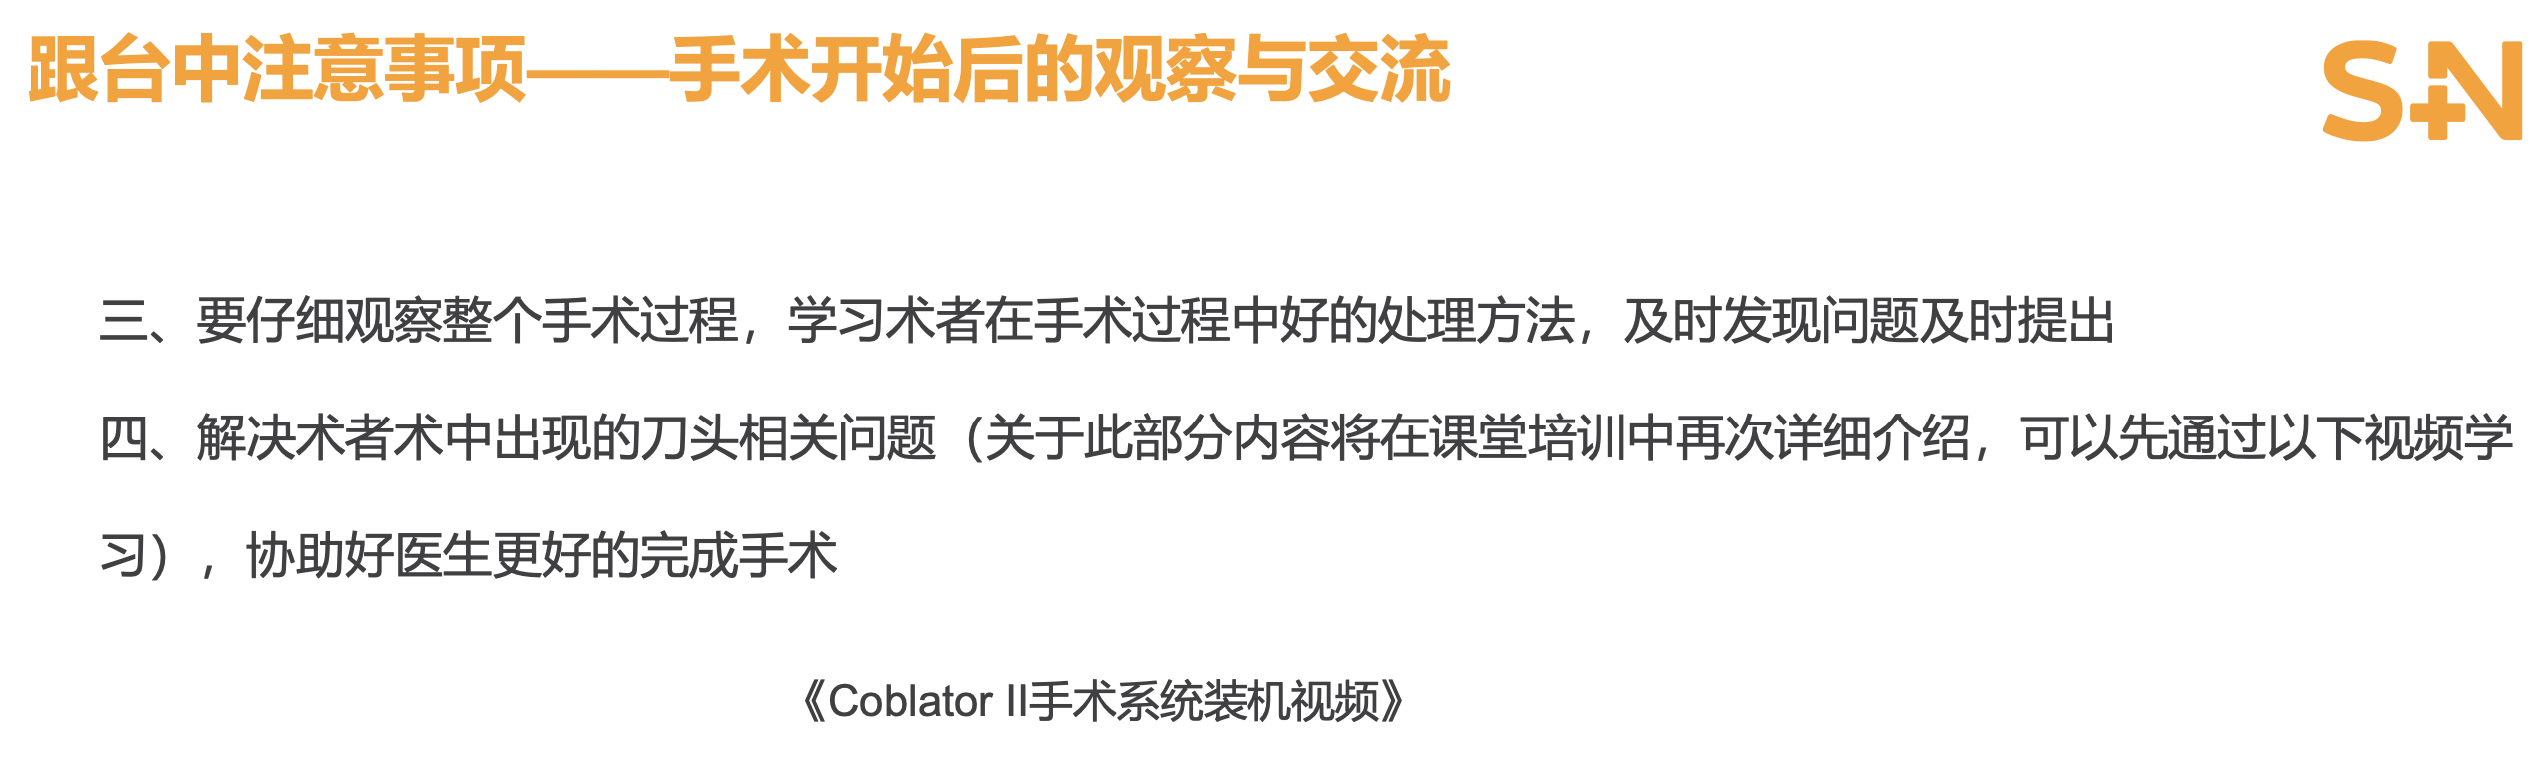 跟台中注意事项——手术开始后的观察与交流
S+N
三、要仔细观察整个手术过程，学习术者在手术过程中好的处理方法，及时发现问题及时提出
四、解决术者术中出现的刀头相关问题（关于此部分内容将在课堂培训中再次详细介绍，可以先通过以下视频学
习），协助好医生更好的完成手术
《Coblator II手术系统装机视频》